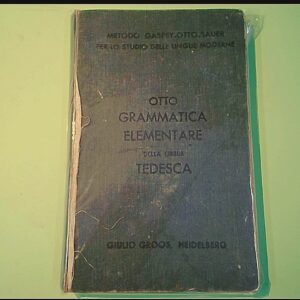 METODO GASPEY-OTTO-SAUER
PER LO STUDIO DELLE LINGUE MODERNE
OTTO
GRAMMATICA
ELEMENTARE
DELLA LINGUA
TEDESCA
GIULIO GROOS, HEIDELBERG